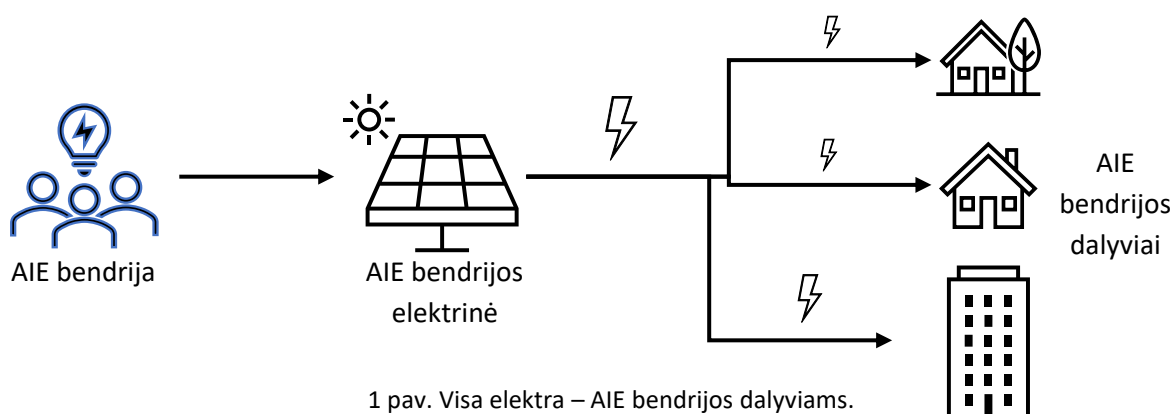 AIE bendrija
AIE bendrijos
elektrinė
AIE
bendrijos
dalyviai
1 pav. Visa elektra – AIE bendrijos dalyviams.